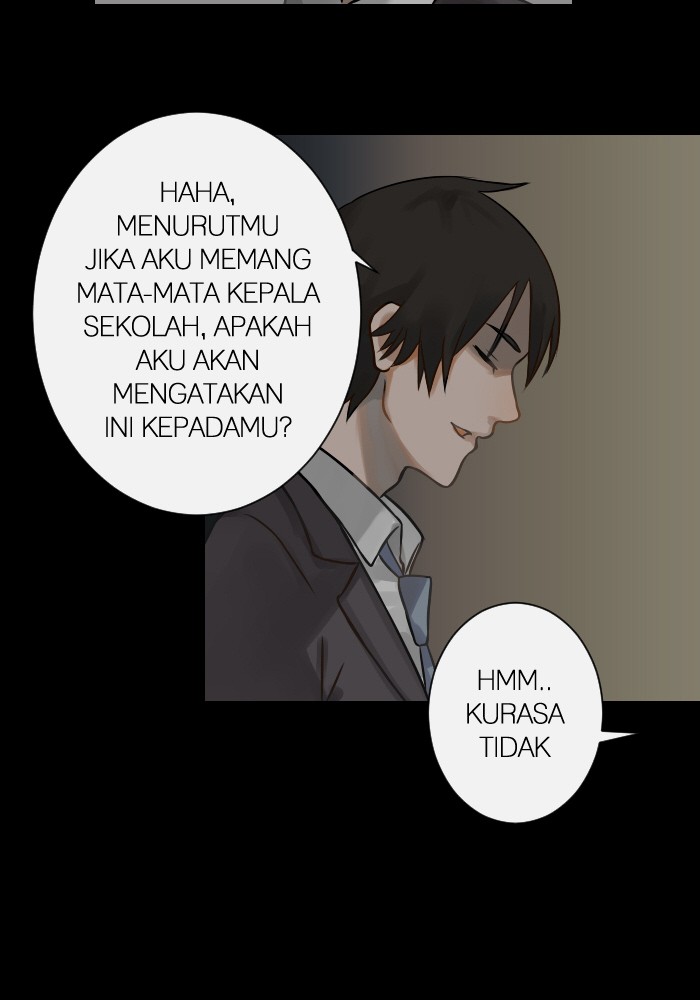 HAHA,
MENURUTMU
JIKA AKU MEMANG
MATA-MATA KEPALA
SEKOLAH, APAKAH
AKU AKAN
MENGATAKAN
INI KEPADAMU?
HMM..
KURASA
TIDAK